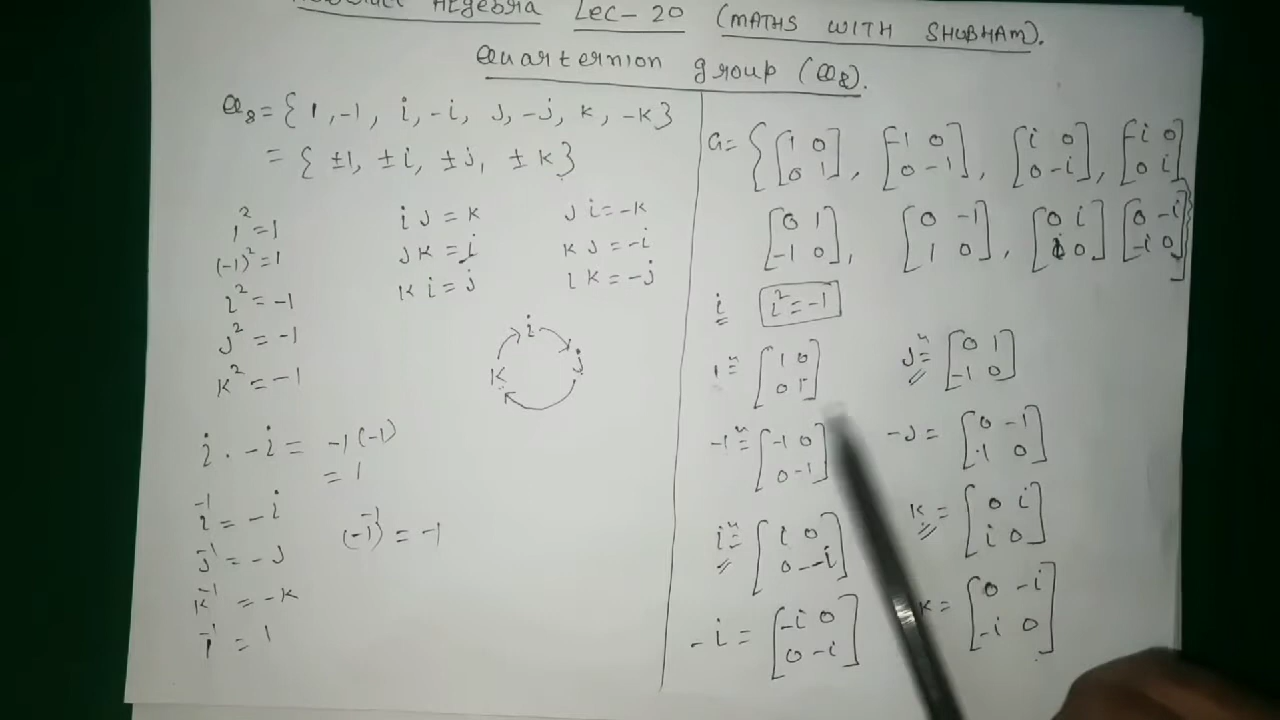 Abstract Algebra Lec-20 (MATHS WITH SHUBHAM).
Quarternion group (Q₈).
Q₈ = {1, -1, i, -i, j, -j, k, -k}
= {±1, ±i, ±j, ±k}
1² = 1
(-1)² = 1
i² = -1
j² = -1
k² = -1
ij = k
jk = i
ki = j
ji = -k
kj = -i
ik = -j
i
j
k
i . -i = -1(-1)
= 1
i⁻¹ = -i
j⁻¹ = -j
k⁻¹ = -k
1⁻¹ = 1
(-1)⁻¹ = -1
G = { [1 0; 0 1], [-1 0; 0 -1], [i 0; 0 -i], [-i 0; 0 i]
[0 1; -1 0], [0 -1; 1 0], [0 i; i 0] [0 -i; -i 0] }
i i² = -1
1 = [1 0; 0 1]
-1 = [-1 0; 0 -1]
i = [i 0; 0 -i]
-i = [-i 0; 0 -i]
j = [0 1; -1 0]
-j = [0 -1; 1 0]
k = [0 i; i 0]
k = [0 -i; -i 0]